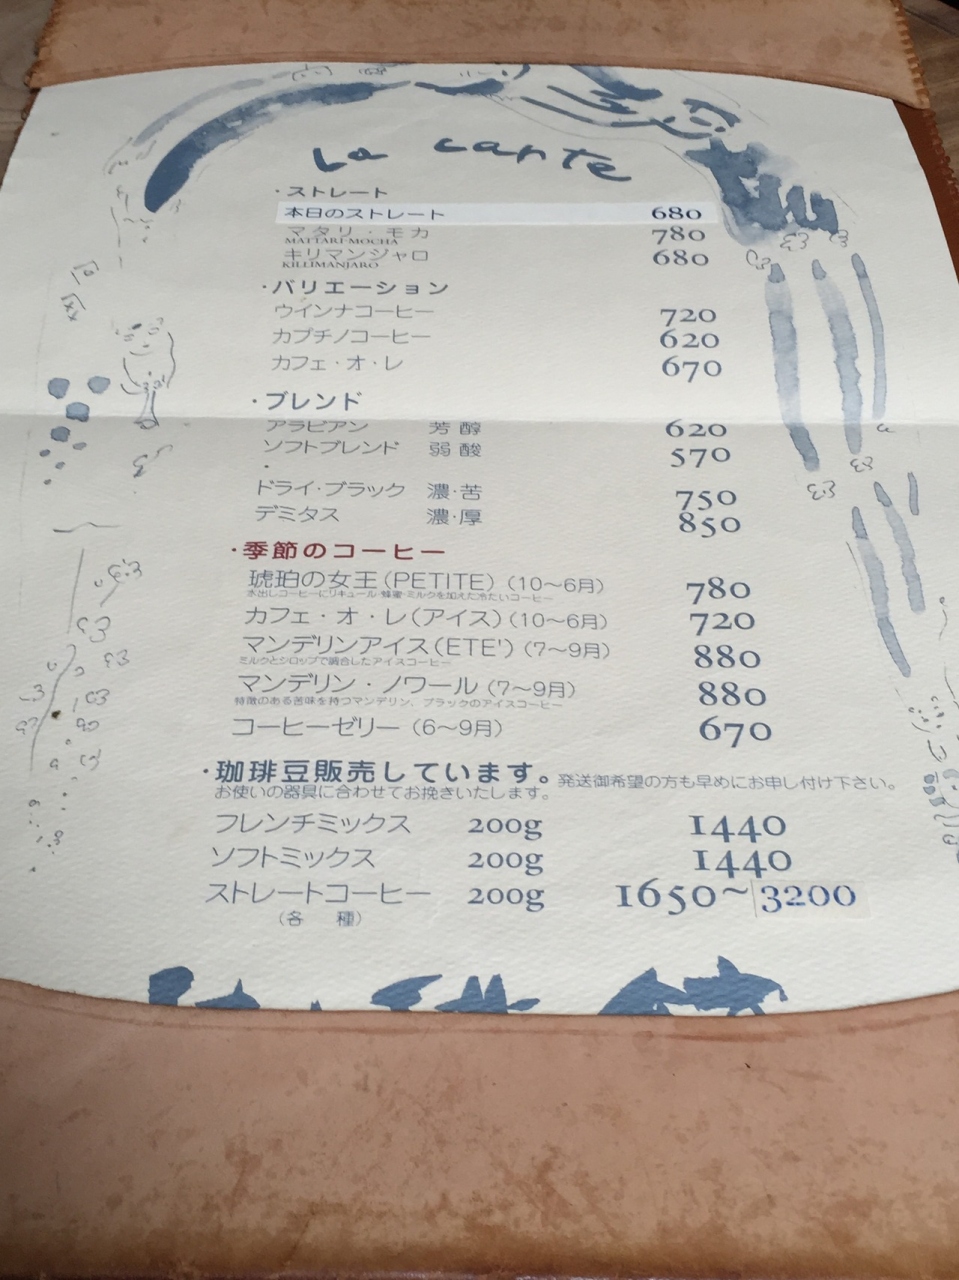 La carte
・ストレート
本日のストレート 680
マタリ・モカ 780
MATTARI-MOCHA
キリマンジャロ 680
KILLIMANJARO
・バリエーション
ウインナコーヒー 720
カプチノコーヒー 620
カフェ・オ・レ 670
・ブレンド
アラビアン 芳醇 620
ソフトブレンド 弱酸 570
ドライ・ブラック 濃・苦 750
デミタス 濃・厚 850
・季節のコーヒー
琥珀の女王(PETITE)(10〜6月) 780
水出しコーヒーにリキュール・蜂蜜・ミルクを加えた冷たいコーヒー
カフェ・オ・レ(アイス)(10〜6月) 720
マンデリンアイス(ETE')(7〜9月) 880
ミルクとシロップで調合したアイスコーヒー
マンデリン・ノワール(7〜9月) 880
特徴のある苦味を持つマンデリン、ブラックのアイスコーヒー
コーヒーゼリー(6〜9月) 670
・珈琲豆販売しています。発送御希望の方も早めにお申し付け下さい。
お使いの器具に合わせてお挽きいたします。
フレンチミックス 200g 1440
ソフトミックス 200g 1440
ストレートコーヒー 200g 1650~3200
(各 種)